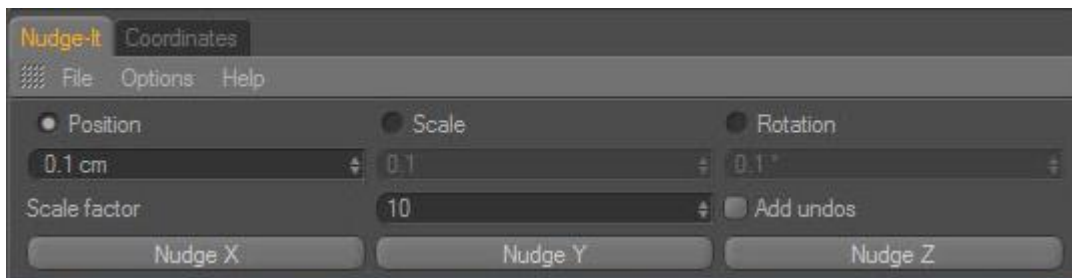 Nudge-It Coordinates
File Options Help
Position Scale Rotation
0.1 cm 0.1 0.1 °
Scale factor 10 Add undos
Nudge X Nudge Y Nudge Z